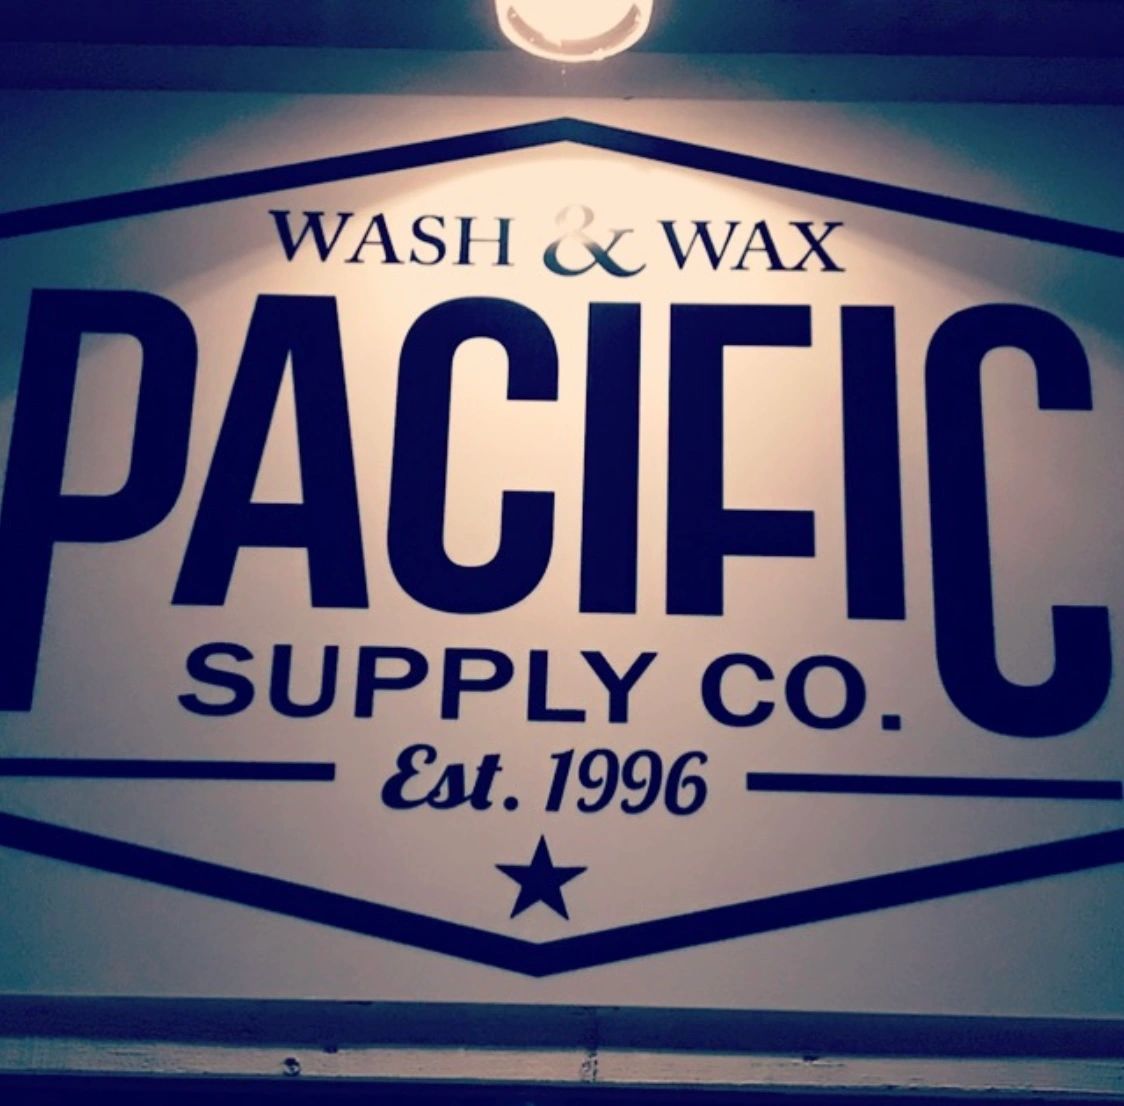 WASH & WAX
PACIFIC
SUPPLY CO.
Est. 1996